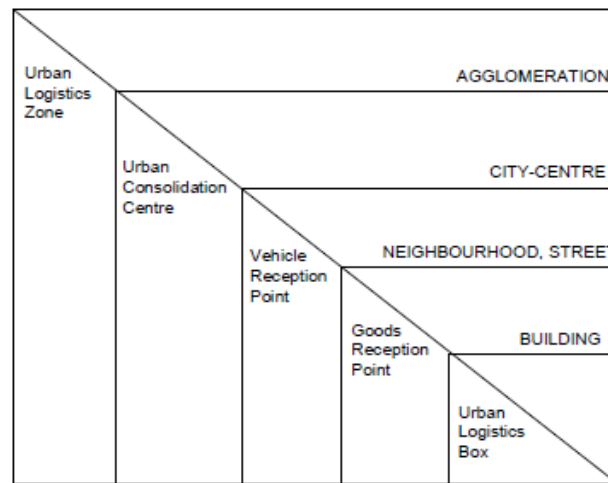 Urban
Logistics
Zone
AGGLOMERATION
Urban
Consolidation
Centre
CITY-CENTRE
Vehicle
Reception
Point
NEIGHBOURHOOD, STREET
Goods
Reception
Point
BUILDING
Urban
Logistics
Box